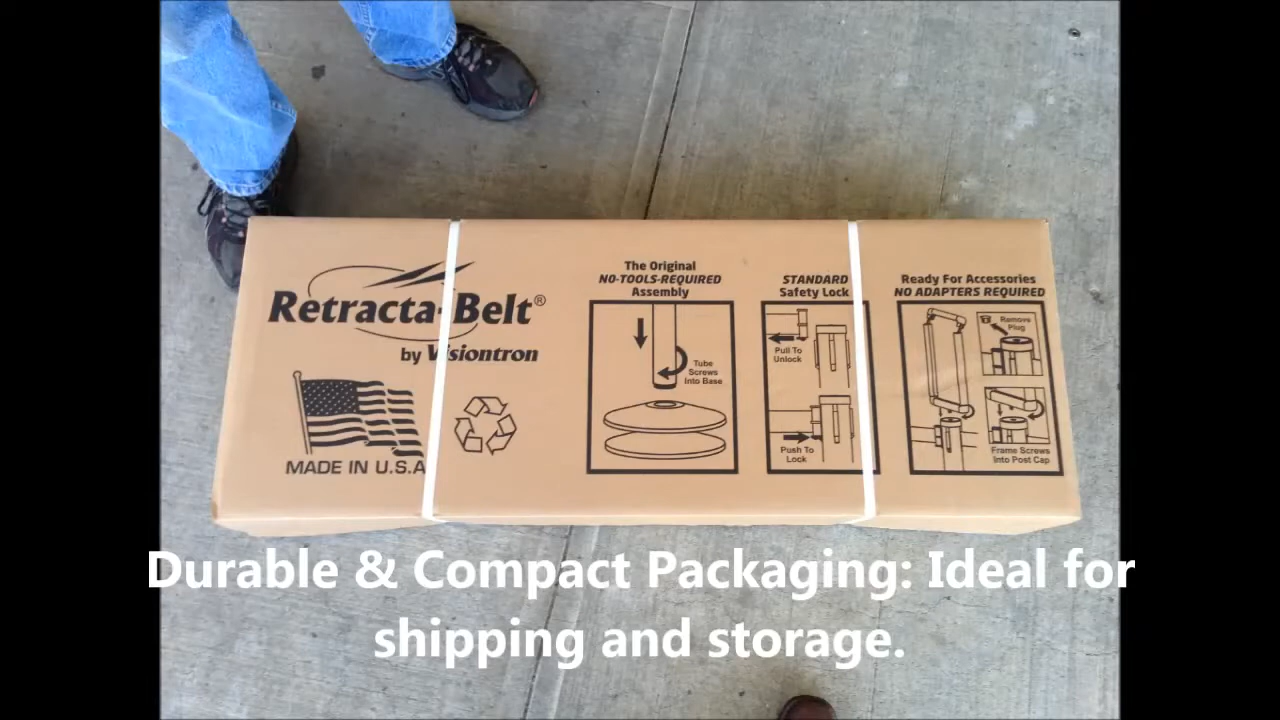 Retracta-Belt®
by Visiontron
MADE IN U.S.A
The Original
NO-TOOLS-REQUIRED
Assembly
Tube
Screws
Into Base
STANDARD
Safety Lock
Pull To
Unlock
Push To
Lock
Ready For Accessories
NO ADAPTERS REQUIRED
Remove
Plug
Frame Screws
Into Post Cap
Durable & Compact Packaging: Ideal for
shipping and storage.